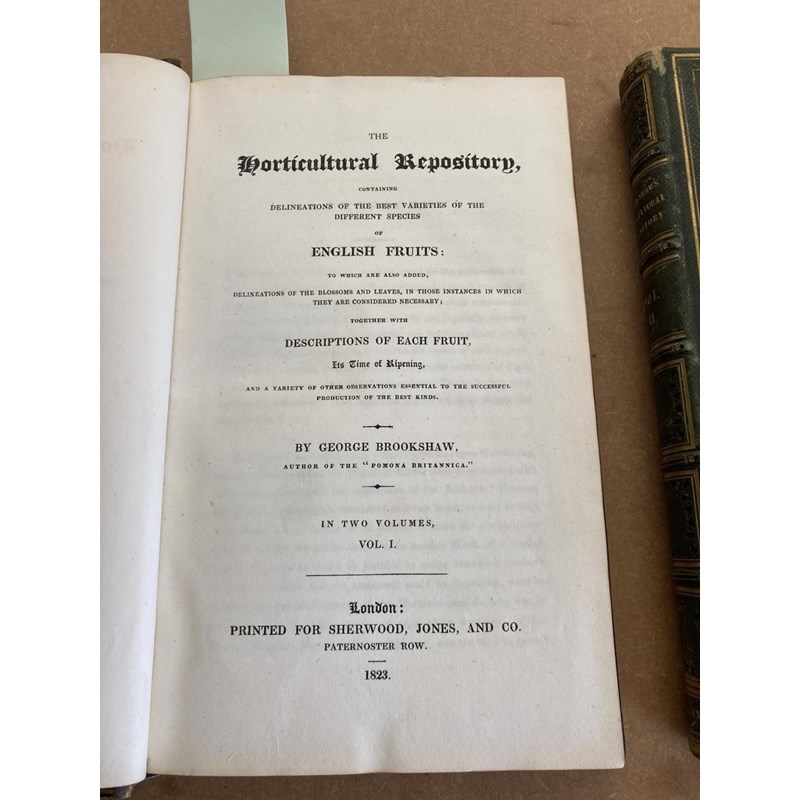 THE
Horticultural Repository,
CONTAINING
DELINEATIONS OF THE BEST VARIETIES OF THE
DIFFERENT SPECIES
OF
ENGLISH FRUITS:
TO WHICH ARE ALSO ADDED,
DELINEATIONS OF THE BLOSSOMS AND LEAVES, IN THOSE INSTANCES IN WHICH
THEY ARE CONSIDERED NECESSARY;
TOGETHER WITH
DESCRIPTIONS OF EACH FRUIT,
Its Time of Ripening,
AND A VARIETY OF OTHER OBSERVATIONS ESSENTIAL TO THE SUCCESSFUL
PRODUCTION OF THE BEST KINDS.
BY GEORGE BROOKSHAW,
AUTHOR OF THE "POMONA BRITANNICA."
IN TWO VOLUMES,
VOL. I.
London:
PRINTED FOR SHERWOOD, JONES, AND CO.
PATERNOSTER ROW.
1823.